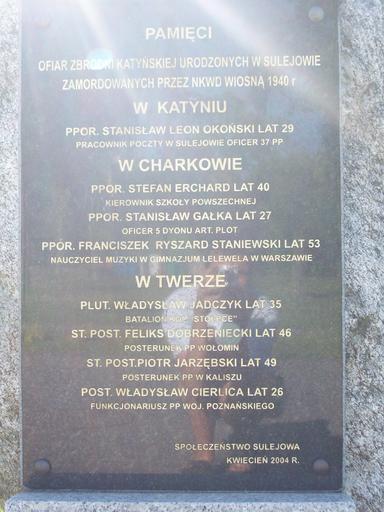 PAMIĘCI
OFIAR ZBRODNI KATYŃSKIEJ URODZONYCH W SULEJOWIE
ZAMORDOWANYCH PRZEZ NKWD WIOSNĄ 1940 r
W KATYNIU
PPOR. STANISŁAW LEON OKOŃSKI LAT 29
PRACOWNIK POCZTY W SULEJOWIE OFICER 37 PP
W CHARKOWIE
PPOR. STEFAN ERCHARD LAT 40
KIEROWNIK SZKOŁY POWSZECHNEJ
PPOR. STANISŁAW GAŁKA LAT 27
OFICER 5 DYONU ART. PLOT
PPOR. FRANCISZEK RYSZARD STANIEWSKI LAT 53
NAUCZYCIEL MUZYKI W GIMNAZJUM LELEWELA W WARSZAWIE
W TWERZE
PLUT. WŁADYSŁAW JADCZYK LAT 35
BATALION KOP "STOŁPCE"
ST. POST. FELIKS DOBRZENIECKI LAT 46
POSTERUNEK PP WOŁOMIN
ST. POST.PIOTR JARZĘBSKI LAT 49
POSTERUNEK PP W KALISZU
POST. WŁADYSŁAW CIERLICA LAT 26
FUNKCJONARIUSZ PP WOJ. POZNAŃSKIEGO
SPOŁECZEŃSTWO SULEJOWA
KWIECIEŃ 2004 R.